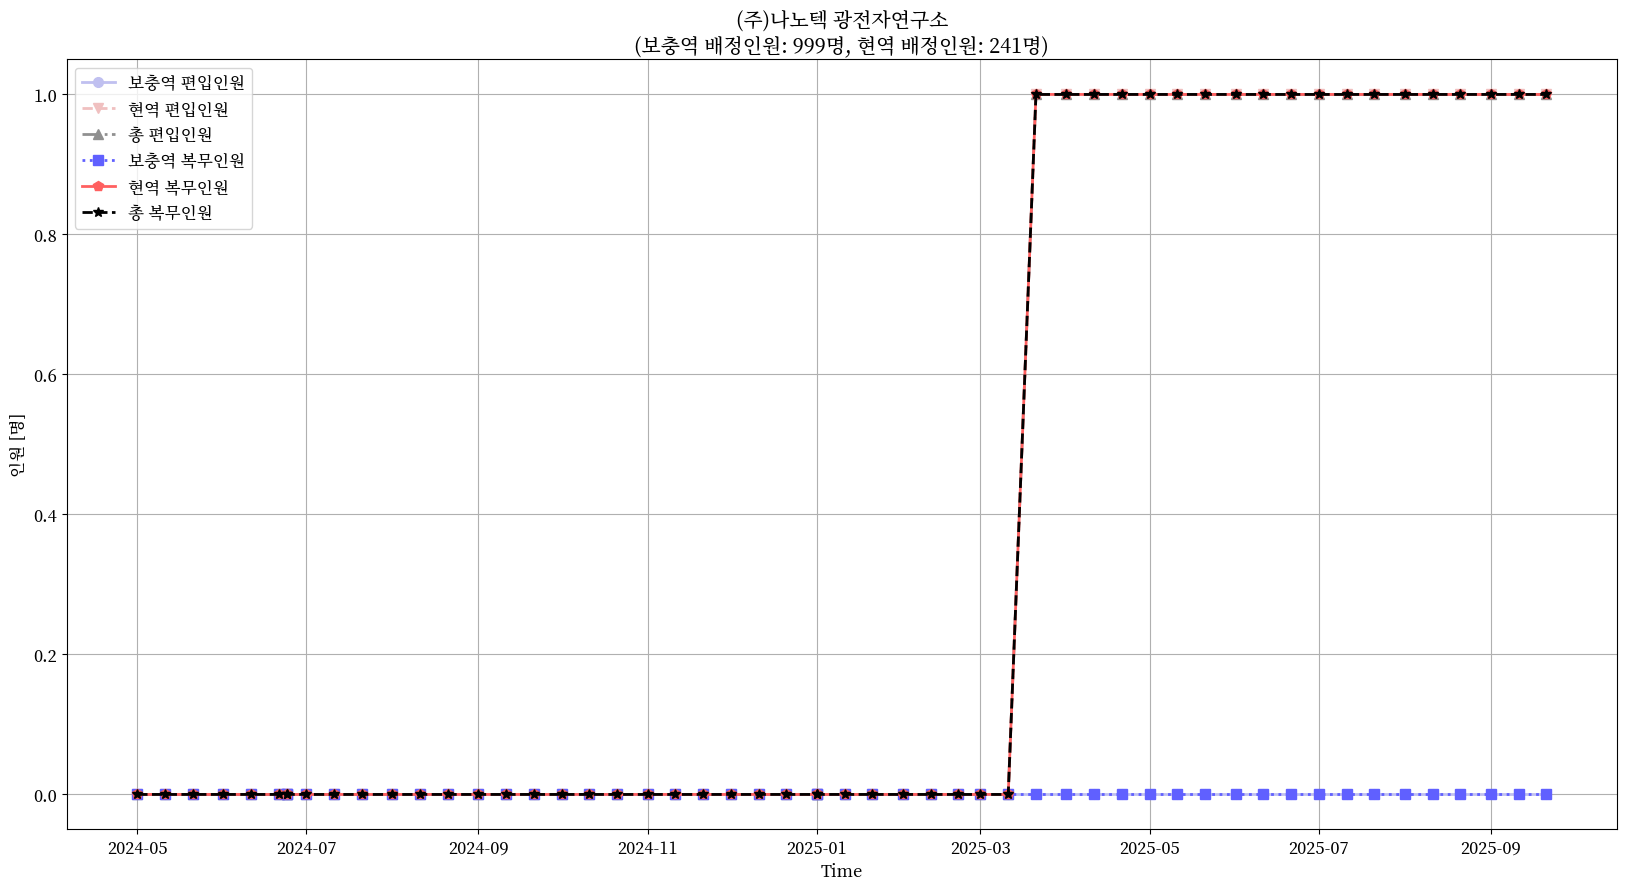 (주)나노텍 광전자연구소
(보충역 배정인원: 999명, 현역 배정인원: 241명)
보충역 편입인원
현역 편입인원
총 편입인원
보충역 복무인원
현역 복무인원
총 복무인원
1.0
0.8
0.6
0.4
0.2
0.0
인원 [명]
2024-05 2024-07 2024-09 2024-11 2025-01 2025-03 2025-05 2025-07 2025-09
Time